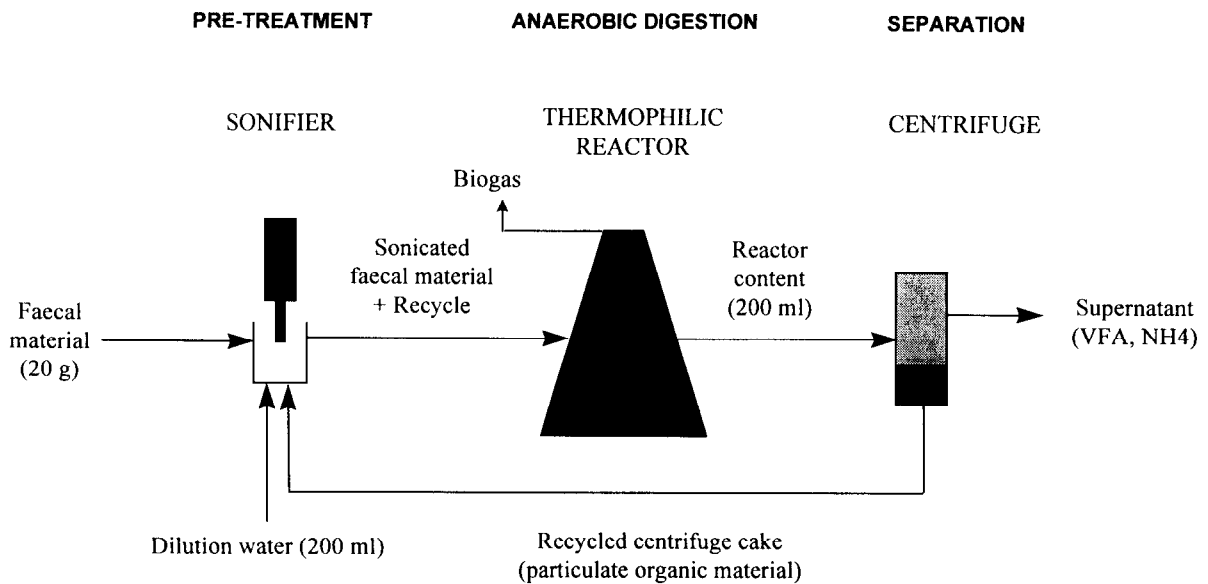 PRE-TREATMENT
ANAEROBIC DIGESTION
SEPARATION
SONIFIER
THERMOPHILIC
REACTOR
CENTRIFUGE
Biogas
Sonicated
faecal material
+ Recycle
Reactor
content
(200 ml)
Faecal
material
(20 g)
Supernatant
(VFA, NH4)
Dilution water (200 ml)
Recycled centrifuge cake
(particulate organic material)